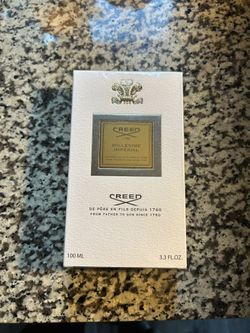 CREED
MILLESIME
IMPERIAL
CREED
DE PÈRE EN FILS DEPUIS 1760
FROM FATHER TO SON SINCE 1760
100 ML
3.3 FL.OZ.